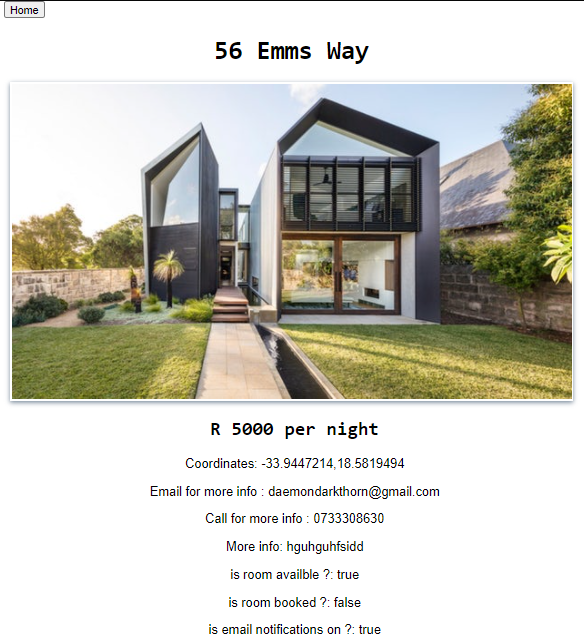 Home
56 Emms Way
R 5000 per night
Coordinates: -33.9447214,18.5819494
Email for more info : daemondarkthorn@gmail.com
Call for more info : 0733308630
More info: hguhguhfsidd
is room availble ?: true
is room booked ?: false
is email notifications on ?: true